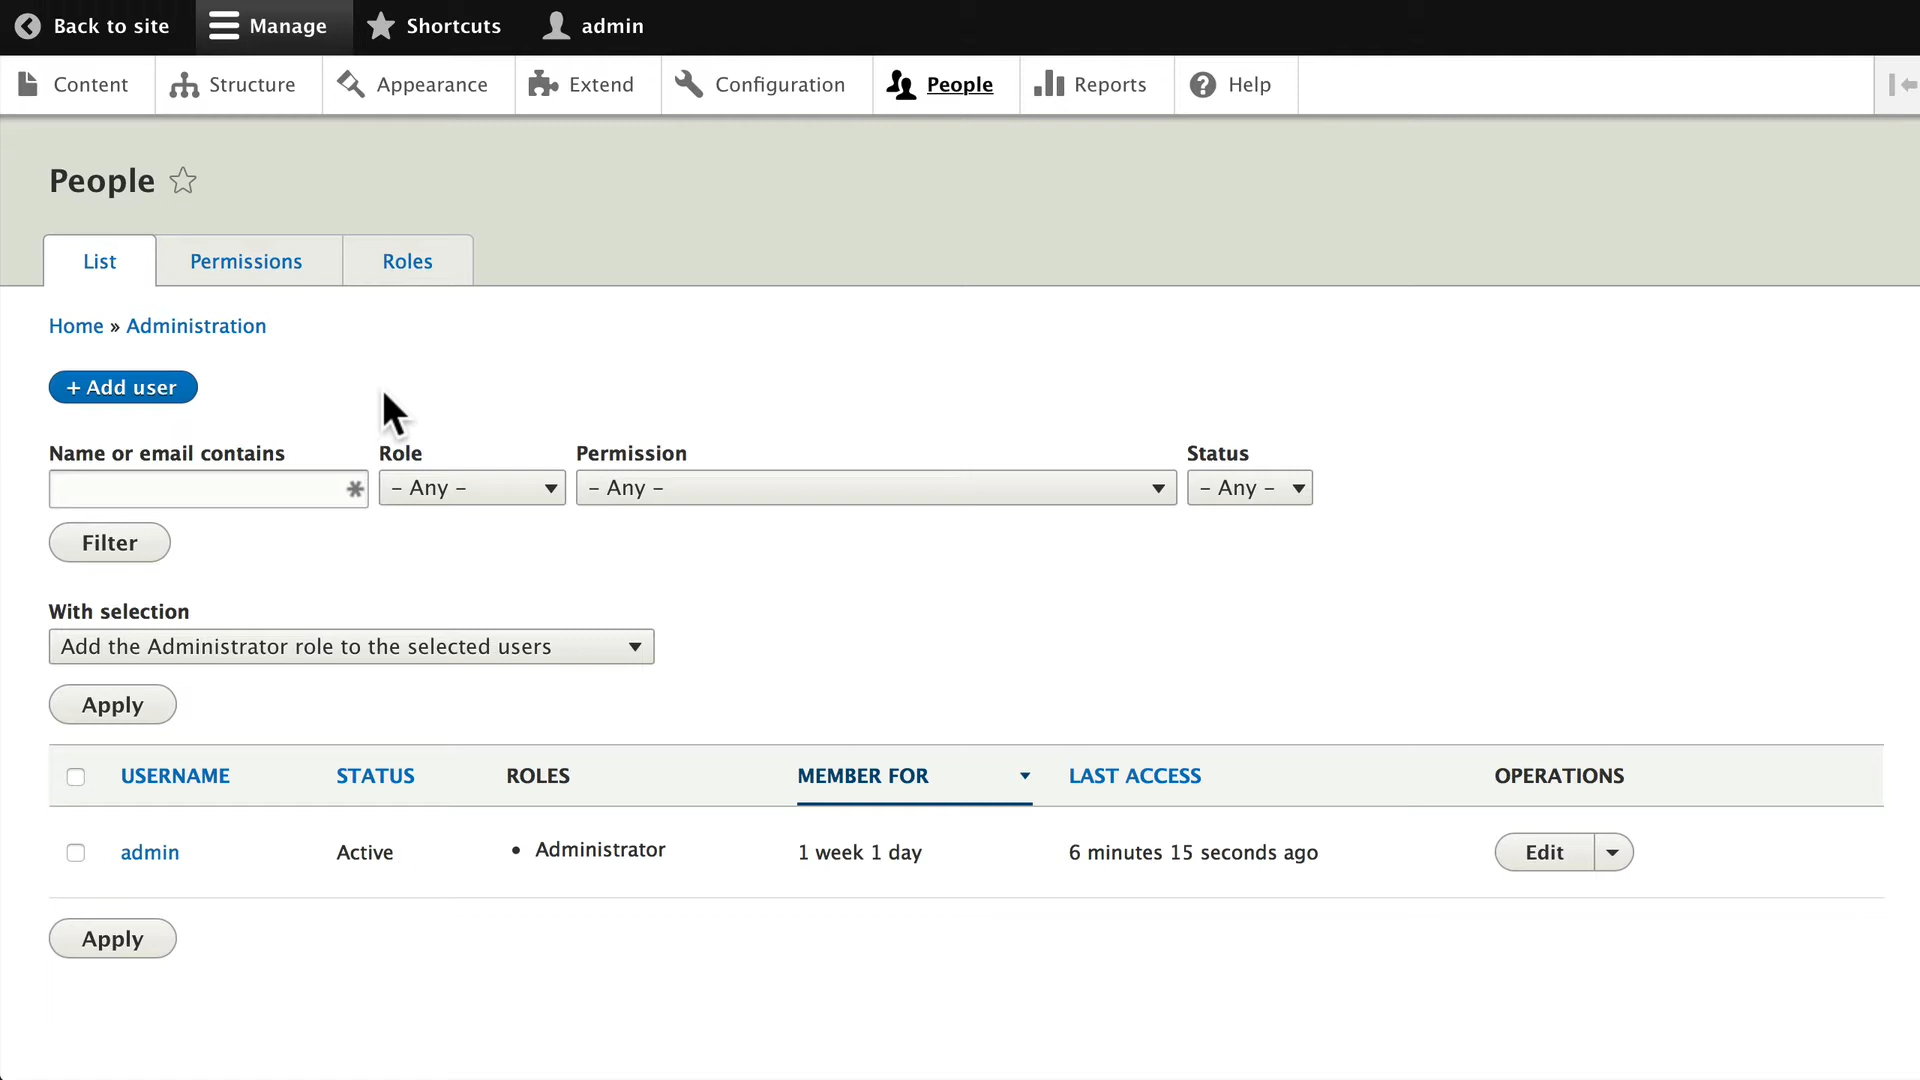 Back to site Manage Shortcuts admin
Content Structure Appearance Extend Configuration People Reports Help
People
List Permissions Roles
Home » Administration
+ Add user
Name or email contains Role Permission Status
- Any - - Any - - Any -
Filter
With selection
Add the Administrator role to the selected users
Apply
USERNAME STATUS ROLES MEMBER FOR LAST ACCESS OPERATIONS
admin Active • Administrator 1 week 1 day 6 minutes 15 seconds ago Edit
Apply